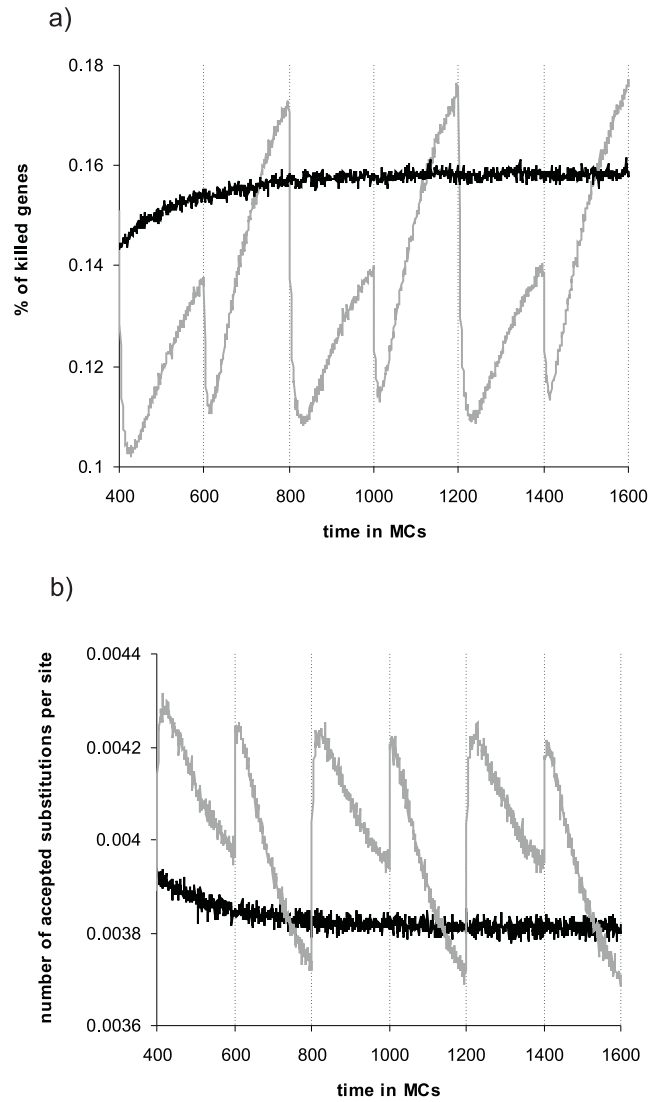 a)
% of killed genes
0.18
0.16
0.14
0.12
0.1
400 600 800 1000 1200 1400 1600
time in MCs
b)
number of accepted substitutions per site
0.0044
0.0042
0.004
0.0038
0.0036
400 600 800 1000 1200 1400 1600
time in MCs